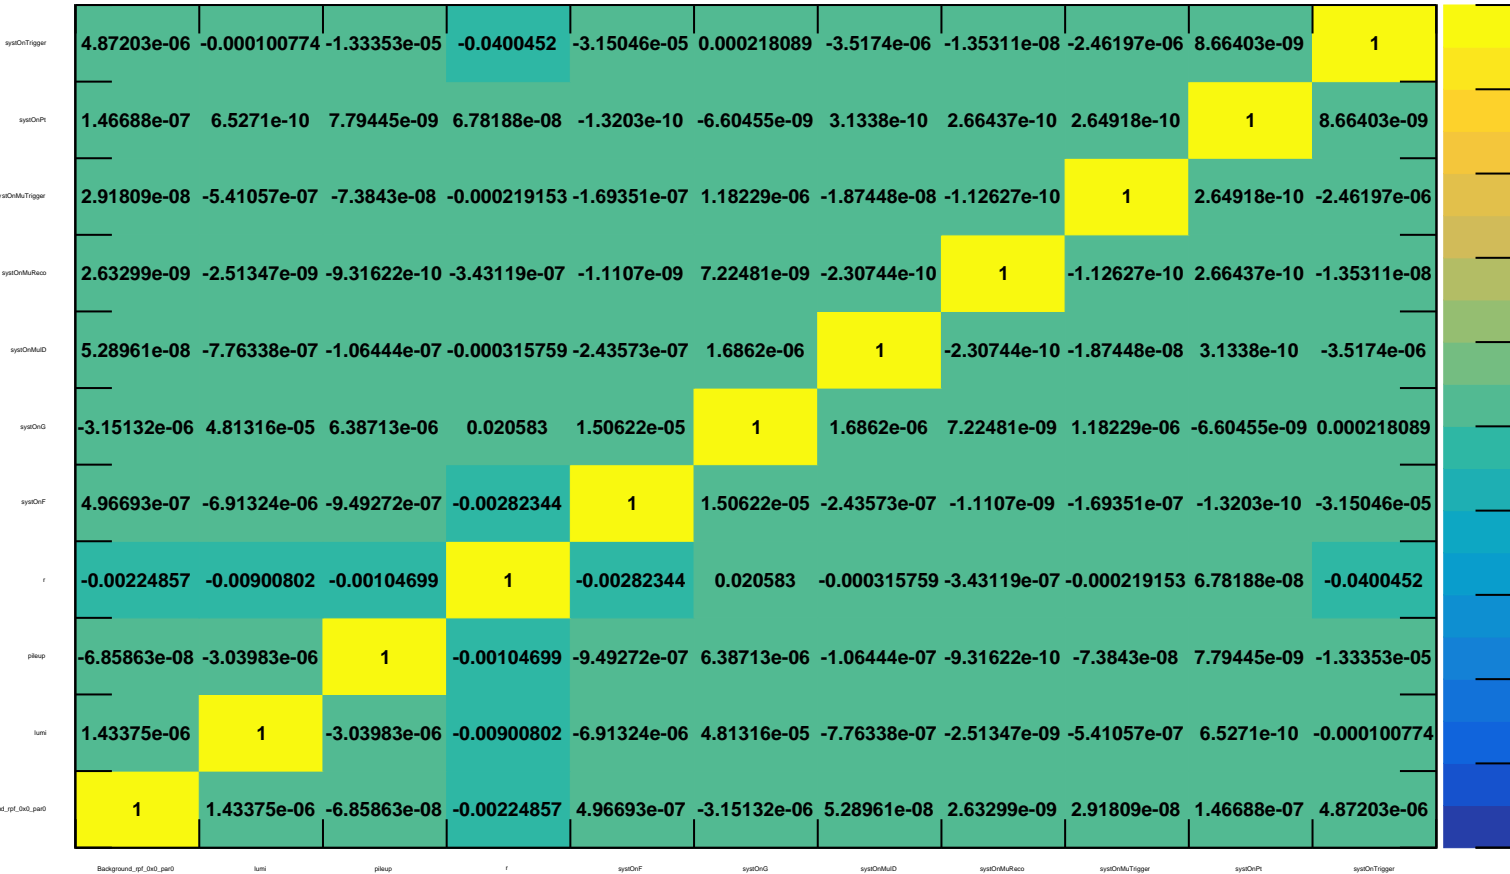 systOnTrigger 4.87203e-06 -0.000100774 -1.33353e-05 -0.0400452 -3.15046e-05 0.000218089 -3.5174e-06 -1.35311e-08 -2.46197e-06 8.66403e-09 1
systOnPt 1.46688e-07 6.5271e-10 7.79445e-09 6.78188e-08 -1.3203e-10 -6.60455e-09 3.1338e-10 2.66437e-10 2.64918e-10 1 8.66403e-09
ystOnMuTrigger 2.91809e-08 -5.41057e-07 -7.3843e-08 -0.000219153 -1.69351e-07 1.18229e-06 -1.87448e-08 -1.12627e-10 1 2.64918e-10 -2.46197e-06
systOnMuReco 2.63299e-09 -2.51347e-09 -9.31622e-10 -3.43119e-07 -1.1107e-09 7.22481e-09 -2.30744e-10 1 -1.12627e-10 2.66437e-10 -1.35311e-08
systOnMuID 5.28961e-08 -7.76338e-07 -1.06444e-07 -0.000315759 -2.43573e-07 1.6862e-06 1 -2.30744e-10 -1.87448e-08 3.1338e-10 -3.5174e-06
systOnG -3.15132e-06 4.81316e-05 6.38713e-06 0.020583 1.50622e-05 1 1.6862e-06 7.22481e-09 1.18229e-06 -6.60455e-09 0.000218089
systOnF 4.96693e-07 -6.91324e-06 -9.49272e-07 -0.00282344 1 1.50622e-05 -2.43573e-07 -1.1107e-09 -1.69351e-07 -1.3203e-10 -3.15046e-05
r -0.00224857 -0.00900802 -0.00104699 1 -0.00282344 0.020583 -0.000315759 -3.43119e-07 -0.000219153 6.78188e-08 -0.0400452
pileup -6.85863e-08 -3.03983e-06 1 -0.00104699 -9.49272e-07 6.38713e-06 -1.06444e-07 -9.31622e-10 -7.3843e-08 7.79445e-09 -1.33353e-05
lumi 1.43375e-06 1 -3.03983e-06 -0.00900802 -6.91324e-06 4.81316e-05 -7.76338e-07 -2.51347e-09 -5.41057e-07 6.5271e-10 -0.000100774
d_rpf_0x0_par0 1 1.43375e-06 -6.85863e-08 -0.00224857 4.96693e-07 -3.15132e-06 5.28961e-08 2.63299e-09 2.91809e-08 1.46688e-07 4.87203e-06
Background_rpf_0x0_par0 lumi pileup r systOnF systOnG systOnMuID systOnMuReco systOnMuTrigger systOnPt systOnTrigger